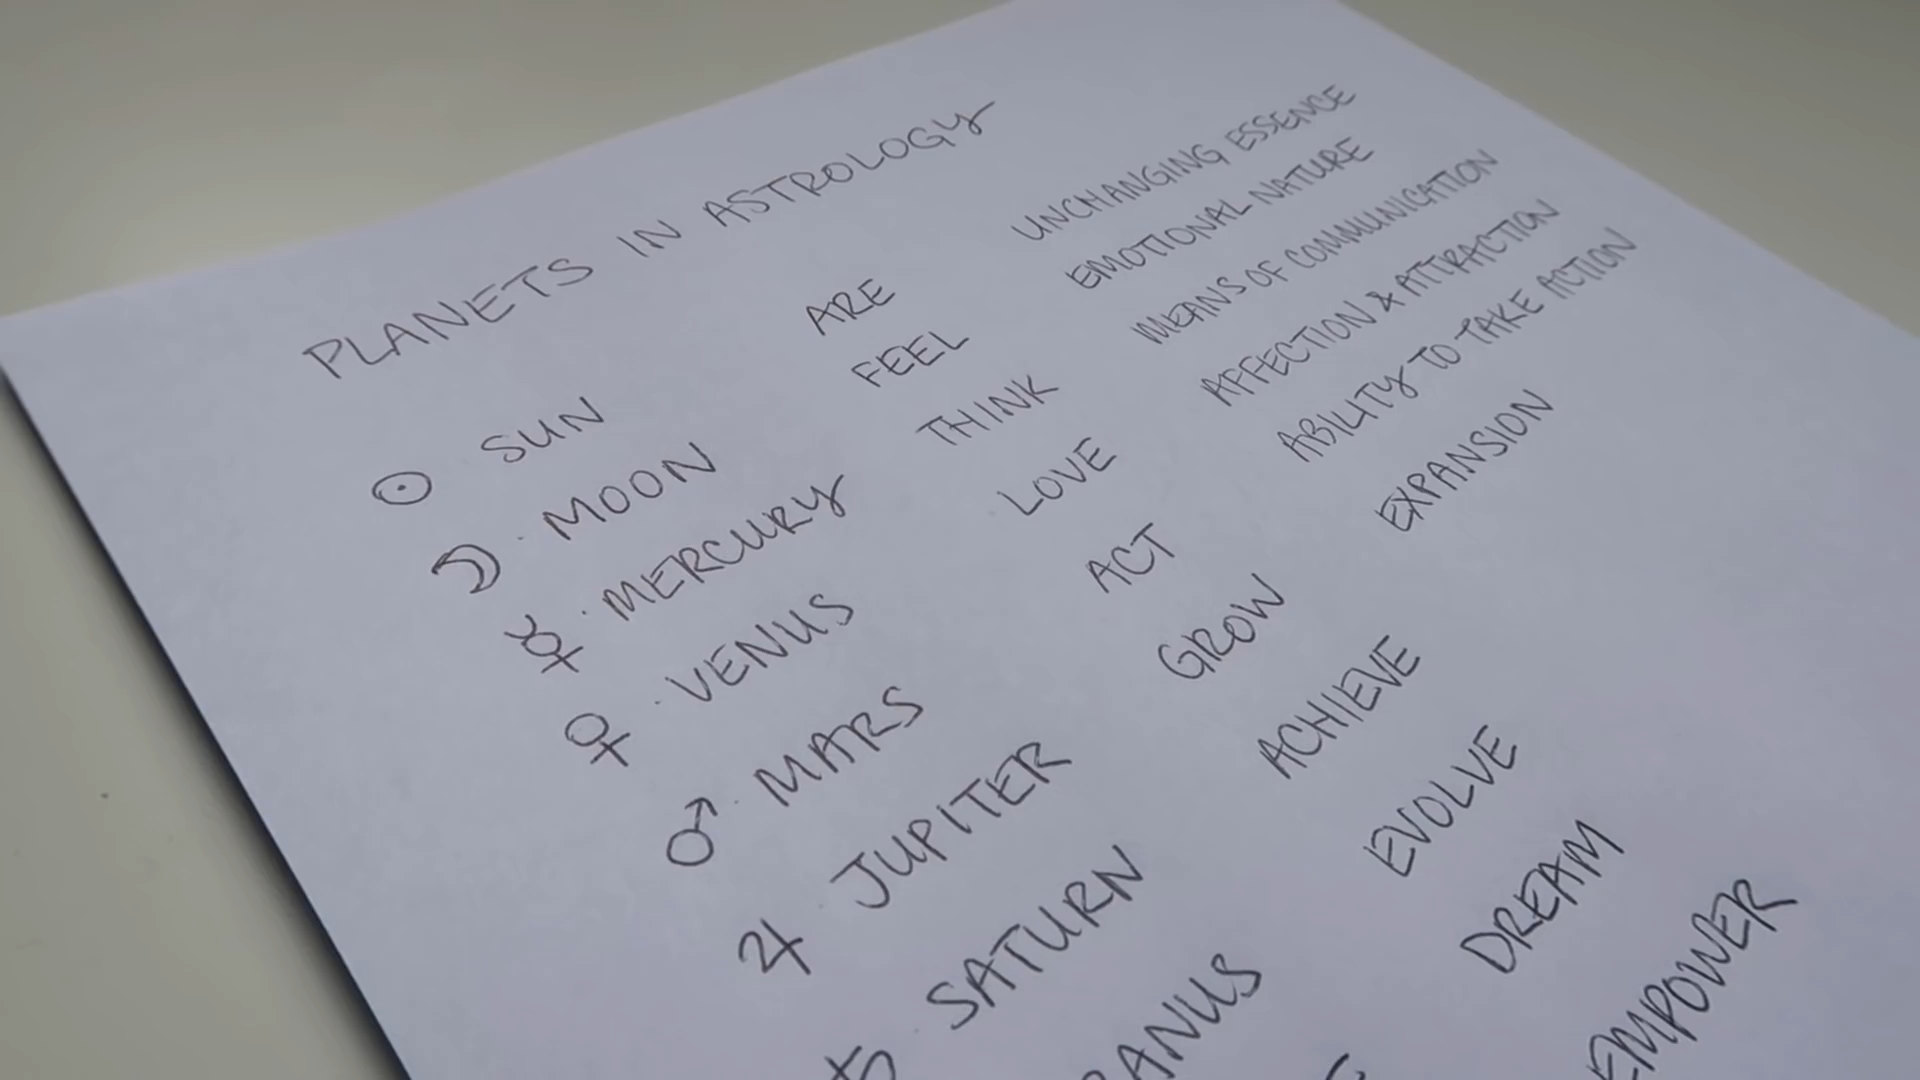 PLANETS IN ASTROLOGY
☉ SUN ARE UNCHANGING ESSENCE
☽ MOON FEEL EMOTIONAL NATURE
☿ MERCURY THINK MEANS OF COMMUNICATION
♀ VENUS LOVE AFFECTION & ATTRACTION
♂ MARS ACT ABILITY TO TAKE ACTION
♃ JUPITER GROW EXPANSION
♄ SATURN ACHIEVE
ANUS EVOLVE
DREAM
EMPOWER